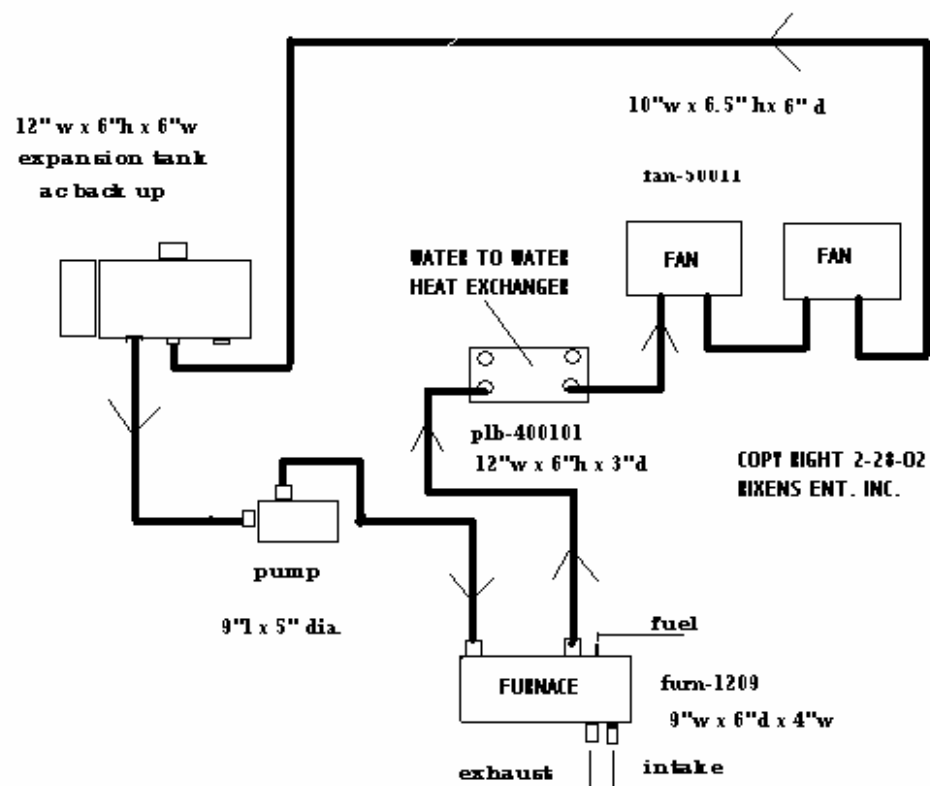 10"w x 6.5" hx 6" d
12" w x 6"h x 6"w
expansion tank
ac back up
fan-50011
FAN
FAN
WATER TO WATER
HEAT EXCHANGER
plb-400101
12"w x 6"h x 3"d
COPY RIGHT 2-28-02
RIXENS ENT. INC.
pump
9"l x 5" dia.
fuel
FURNACE
furn-1209
9"w x 6"d x 4"w
exhaust
intake